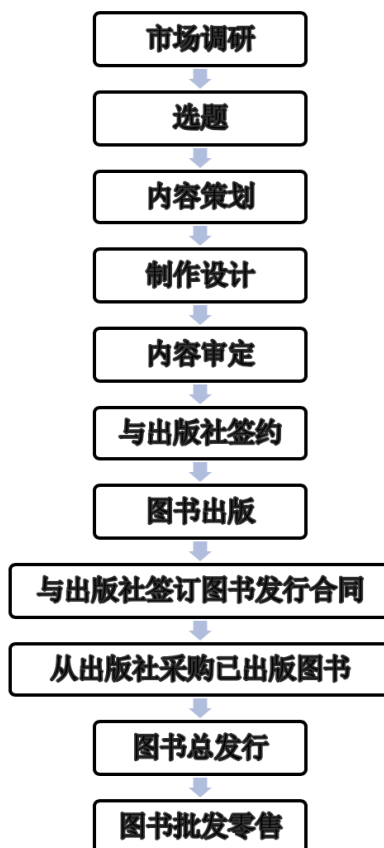 市场调研
选题
内容策划
制作设计
内容审定
与出版社签约
图书出版
与出版社签订图书发行合同
从出版社采购已出版图书
图书总发行
图书批发零售